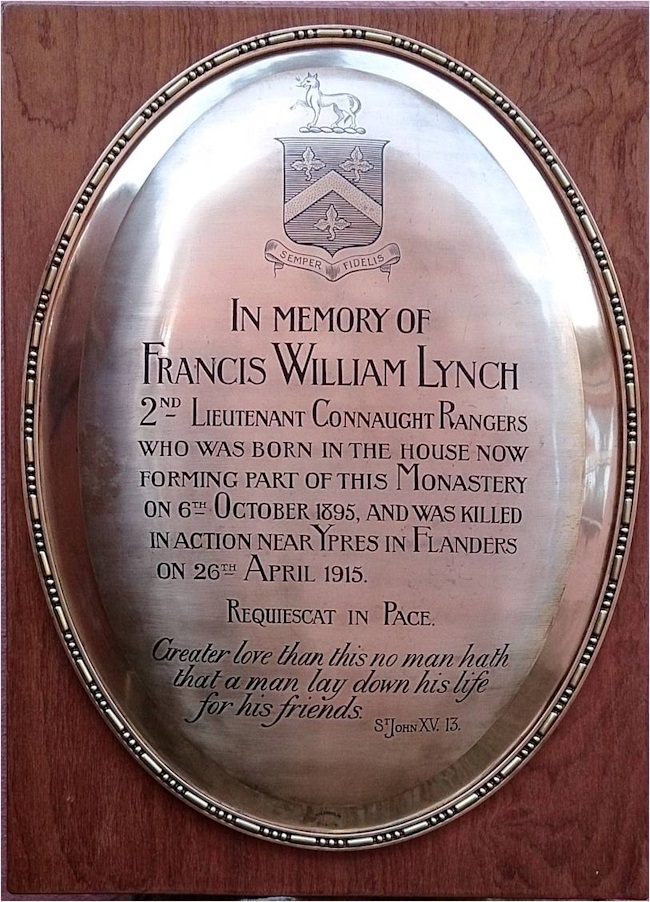 SEMPER FIDELIS
IN MEMORY OF
FRANCIS WILLIAM LYNCH
2ND LIEUTENANT CONNAUGHT RANGERS
WHO WAS BORN IN THE HOUSE NOW
FORMING PART OF THIS MONASTERY
ON 6TH OCTOBER 1895, AND WAS KILLED
IN ACTION NEAR YPRES IN FLANDERS
ON 26TH APRIL 1915.
REQUIESCAT IN PACE.
Greater love than this no man hath
that a man lay down his life
for his friends.
ST JOHN XV. 13.